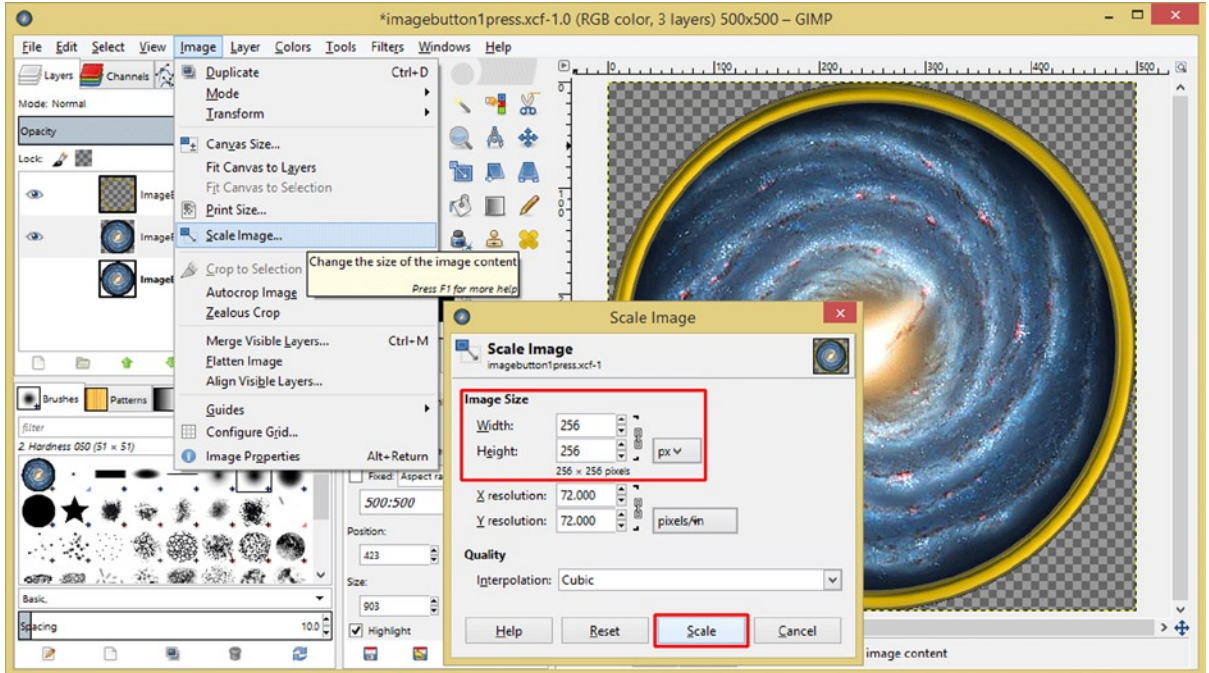 *imagebutton1press.xcf-1.0 (RGB color, 3 layers) 500x500 – GIMP
File Edit Select View Image Layer Colors Tools Filters Windows Help
Layers Channels
Mode: Normal
Opacity
Lock:
ImageB
ImageB
ImageB
Brushes Patterns
filter
2. Hardness 050 (51 × 51)
Basic,
Spacing 10.0
Duplicate Ctrl+D
Mode
Transform
Canvas Size...
Fit Canvas to Layers
Fit Canvas to Selection
Print Size...
Scale Image...
Crop to Selection
Autocrop Image
Zealous Crop
Merge Visible Layers... Ctrl+M
Flatten Image
Align Visible Layers...
Guides
Configure Grid...
Image Properties Alt+Return
Change the size of the image content
Press F1 for more help
Fixed: Aspect ra
500:500
Position:
423
Size:
903
Highlight
0 100 200 300 400 500
0
100
Scale Image
Scale Image
imagebutton1press.xcf-1
Image Size
Width: 256
Height: 256 px
256 × 256 pixels
X resolution: 72.000
Y resolution: 72.000 pixels/in
Quality
Interpolation: Cubic
Help Reset Scale Cancel
image content